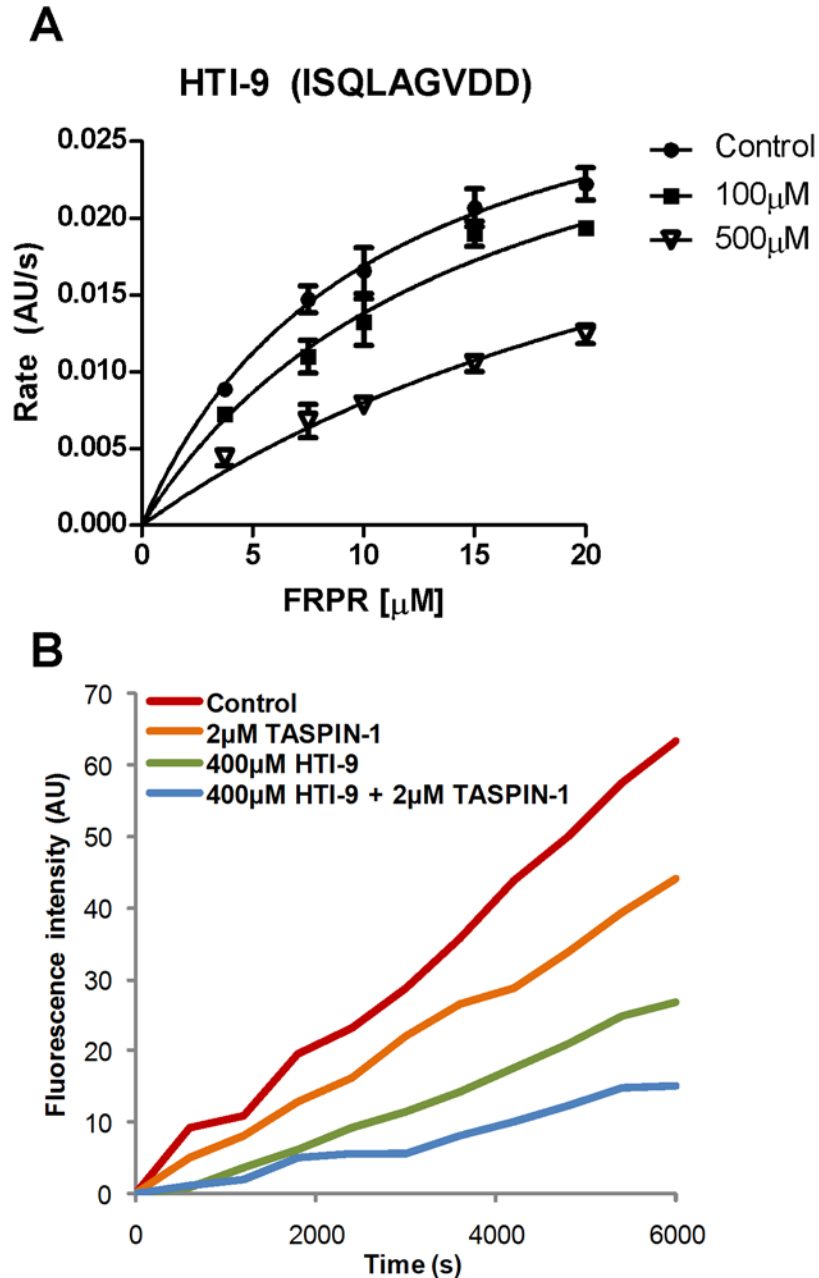 A
HTI-9 (ISQLAGVDD)
0.025
0.020
0.015
0.010
0.005
0.000
Rate (AU/s)
0 5 10 15 20
FRPR [μM]
Control
100μM
500μM
B
70
60
50
40
30
20
10
0
Fluorescence intensity (AU)
Control
2μM TASPIN-1
400μM HTI-9
400μM HTI-9 + 2μM TASPIN-1
0 2000 4000 6000
Time (s)